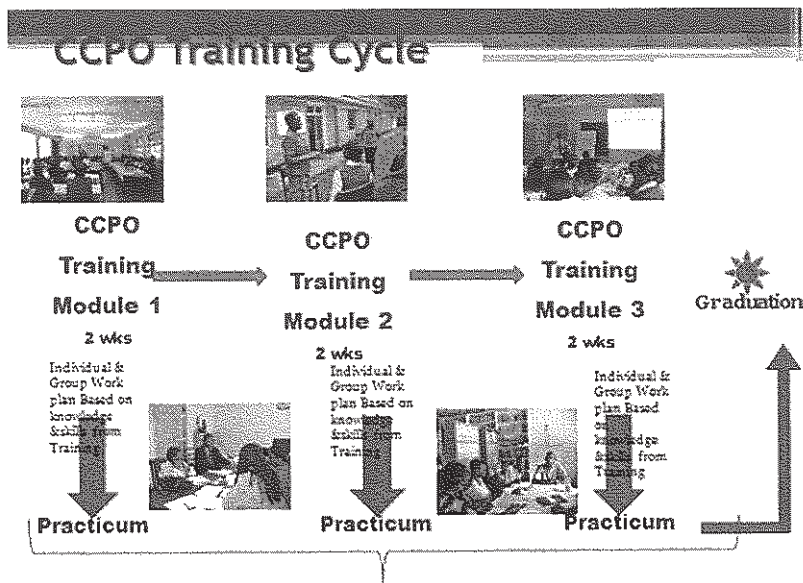 CCPO Training Cycle
CCPO
Training
Module 1
2 wks
Individual &
Group Work
plan Based on
knowledge
&skills from
Training
Practicum
CCPO
Training
Module 2
2 wks
Individual &
Group Work
plan Based on
knowledge
&skills from
Training
Practicum
CCPO
Training
Module 3
2 wks
Individual &
Group Work
plan Based
on
knowledge
&skills from
Training
Practicum
Graduation